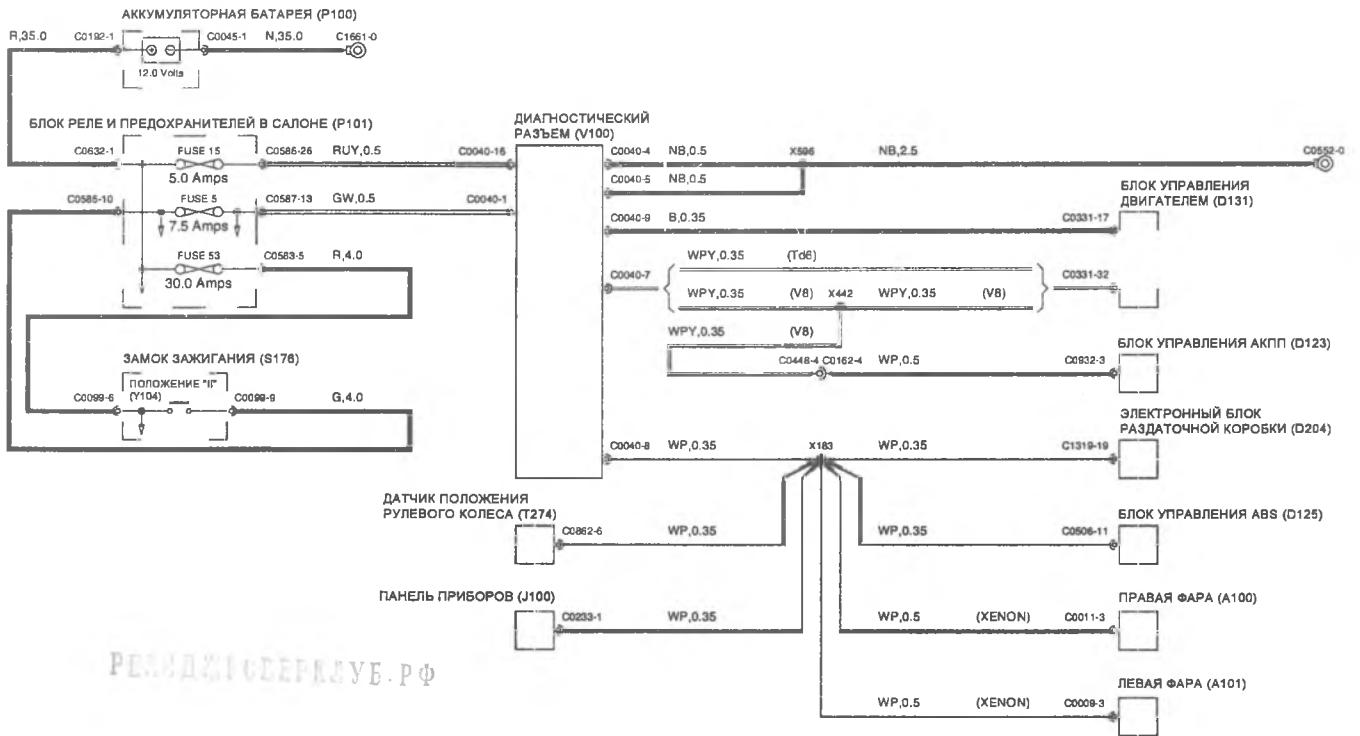 АККУМУЛЯТОРНАЯ БАТАРЕЯ (P100)
R,35.0 C0192-1 C0045-1 N,35.0 C1661-0
12.0 Volts
БЛОК РЕЛЕ И ПРЕДОХРАНИТЕЛЕЙ В САЛОНЕ (P101)
ДИАГНОСТИЧЕСКИЙ
РАЗЪЕМ (V100)
C0632-1 FUSE 15 C0586-26 RUY,0.5 C0040-16 C0040-4 NB,0.5 X596 NB,2.5 C0552-0
5.0 Amps
C0040-5 NB,0.5
БЛОК УПРАВЛЕНИЯ
ДВИГАТЕЛЕМ (D131)
C0585-10 FUSE 5 C0587-13 GW,0.5 C0040-1
7.5 Amps
C0040-9 B,0.35 C0331-17
FUSE 53 C0583-5 R,4.0
30.0 Amps
WPY,0.35 (Td6)
C0040-7 C0331-32
WPY,0.35 (V8) X442 WPY,0.35 (V8)
WPY,0.35 (V8)
БЛОК УПРАВЛЕНИЯ АКПП (D123)
C0448-4 C0162-4 WP,0.5 C0932-3
ЗАМОК ЗАЖИГАНИЯ (S176)
ПОЛОЖЕНИЕ "II"
(Y104)
C0099-6 C0099-9 G,4.0
ЭЛЕКТРОННЫЙ БЛОК
РАЗДАТОЧНОЙ КОРОБКИ (D204)
C0040-8 WP,0.35 X183 WP,0.35 C1319-19
ДАТЧИК ПОЛОЖЕНИЯ
РУЛЕВОГО КОЛЕСА (T274)
БЛОК УПРАВЛЕНИЯ ABS (D125)
C0862-6 WP,0.35 WP,0.35 C0506-11
ПАНЕЛЬ ПРИБОРОВ (J100)
ПРАВАЯ ФАРА (A100)
C0233-1 WP,0.35 WP,0.5 (XENON) C0011-3
ЛЕВАЯ ФАРА (A101)
WP,0.5 (XENON) C0009-3